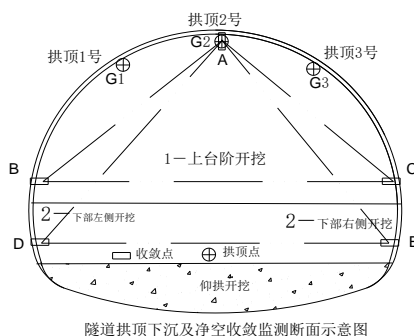 拱顶2号
拱顶1号
G2
拱顶3号
G1
A
G3
B
1－上台阶开挖
C
2－下部左侧开挖
2－下部右侧开挖
D
E
收敛点
拱顶点
仰拱开挖
隧道拱顶下沉及净空收敛监测断面示意图